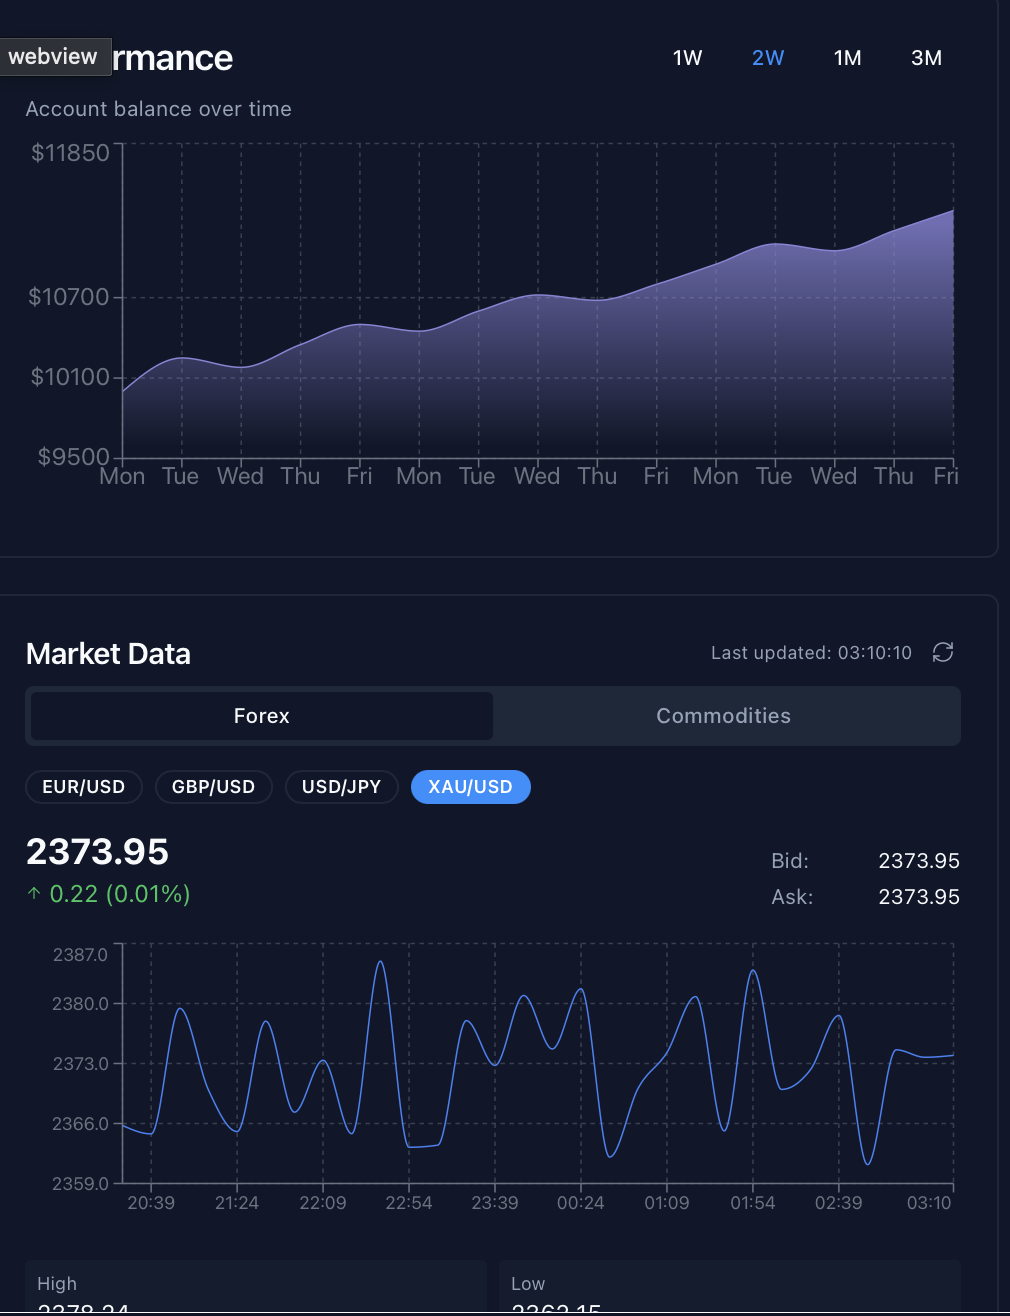 webview
rmance
1W 2W 1M 3M
Account balance over time
$11850
$10700
$10100
$9500
Mon Tue Wed Thu Fri Mon Tue Wed Thu Fri Mon Tue Wed Thu Fri
Market Data
Last updated: 03:10:10
Forex Commodities
EUR/USD GBP/USD USD/JPY XAU/USD
2373.95
↑ 0.22 (0.01%)
Bid: 2373.95
Ask: 2373.95
2387.0
2380.0
2373.0
2366.0
2359.0
20:39 21:24 22:09 22:54 23:39 00:24 01:09 01:54 02:39 03:10
High Low